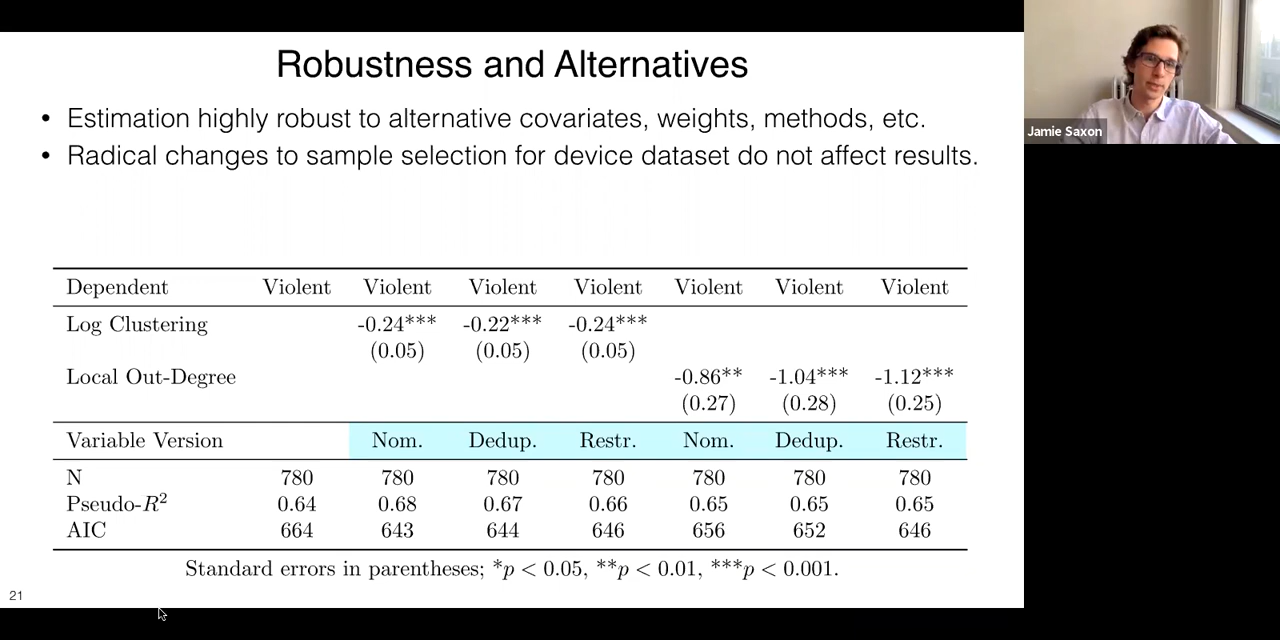 Robustness and Alternatives
• Estimation highly robust to alternative covariates, weights, methods, etc.
• Radical changes to sample selection for device dataset do not affect results.
Dependent Violent Violent Violent Violent Violent Violent Violent
Log Clustering -0.24*** -0.22*** -0.24***
(0.05) (0.05) (0.05)
Local Out-Degree -0.86** -1.04*** -1.12***
(0.27) (0.28) (0.25)
Variable Version Nom. Dedup. Restr. Nom. Dedup. Restr.
N 780 780 780 780 780 780 780
Pseudo-R² 0.64 0.68 0.67 0.66 0.65 0.65 0.65
AIC 664 643 644 646 656 652 646
Standard errors in parentheses; *p < 0.05, **p < 0.01, ***p < 0.001.
21
Jamie Saxon